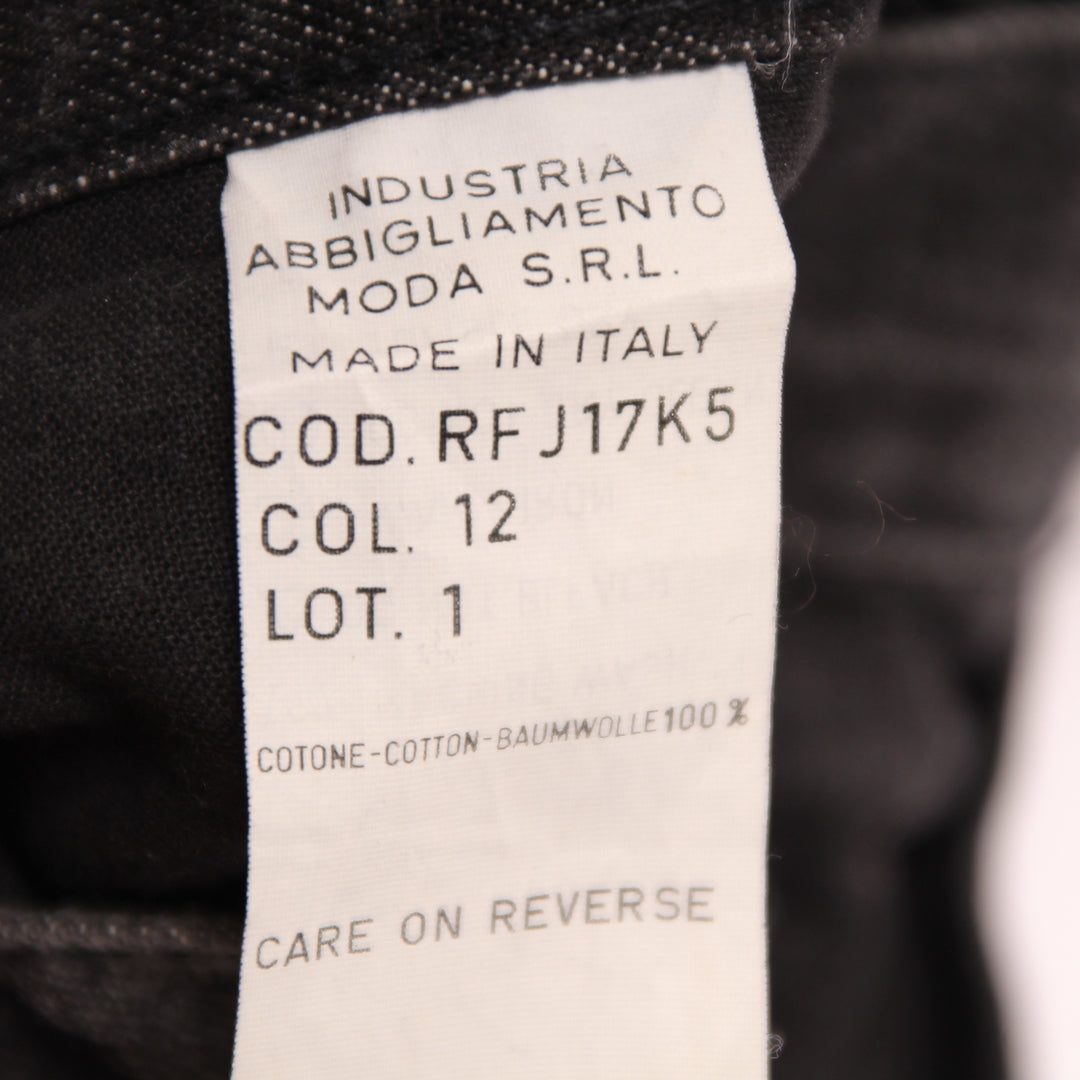 INDUSTRIA
ABBIGLIAMENTO
MODA S.R.L.
MADE IN ITALY
COD. RFJ17K5
COL. 12
LOT. 1
COTONE-COTTON-BAUMWOLLE 100 %
CARE ON REVERSE